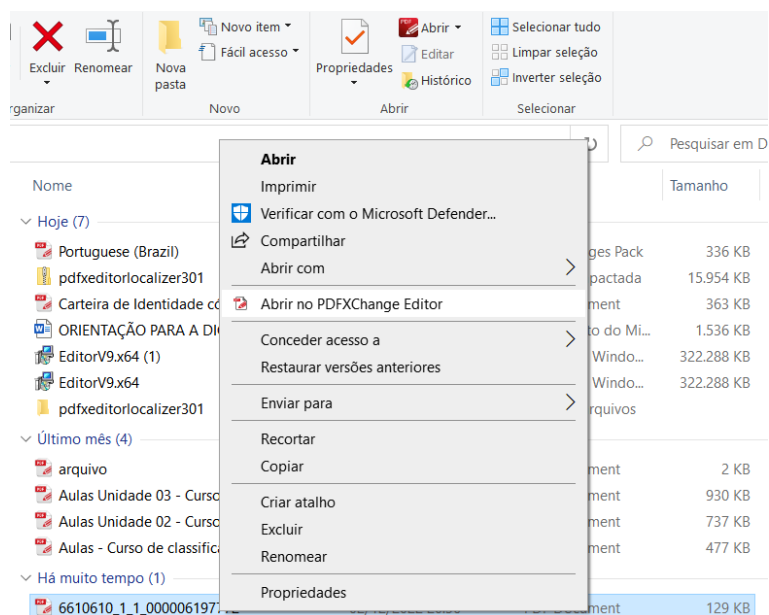 Excluir
Renomear
Nova pasta
Novo item
Fácil acesso
Propriedades
Abrir
Editar
Histórico
Selecionar tudo
Limpar seleção
Inverter seleção
rganizar
Novo
Abrir
Selecionar
Pesquisar em D
Nome
Tamanho
Abrir
Imprimir
Verificar com o Microsoft Defender...
Compartilhar
Abrir com
Abrir no PDFXChange Editor
Conceder acesso a
Restaurar versões anteriores
Enviar para
Recortar
Copiar
Criar atalho
Excluir
Renomear
Propriedades
Hoje (7)
Portuguese (Brazil) ges Pack 336 KB
pdfxeditorlocalizer301 pactada 15.954 KB
Carteira de Identidade có ment 363 KB
ORIENTAÇÃO PARA A DI to do Mi... 1.536 KB
EditorV9.x64 (1) Windo... 322.288 KB
EditorV9.x64 Windo... 322.288 KB
pdfxeditorlocalizer301 rquivos
Último mês (4)
arquivo ment 2 KB
Aulas Unidade 03 - Curso ment 930 KB
Aulas Unidade 02 - Curso ment 737 KB
Aulas - Curso de classifica ment 477 KB
Há muito tempo (1)
6610610_1_1_000006197 ment 129 KB